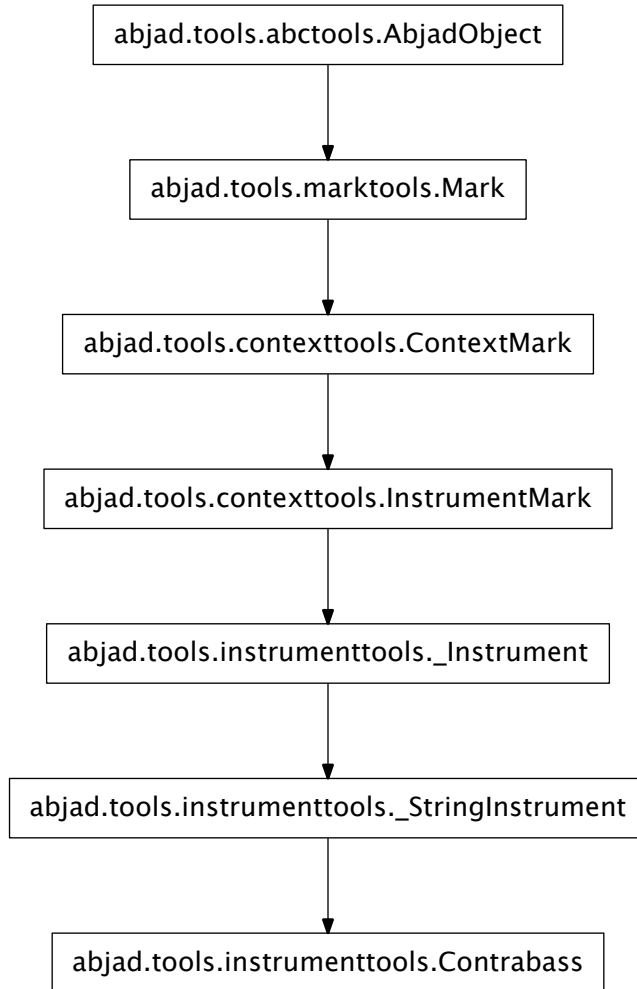 abjad.tools.abctools.AbjadObject
abjad.tools.marktools.Mark
abjad.tools.contexttools.ContextMark
abjad.tools.contexttools.InstrumentMark
abjad.tools.instrumenttools._Instrument
abjad.tools.instrumenttools._StringInstrument
abjad.tools.instrumenttools.Contrabass